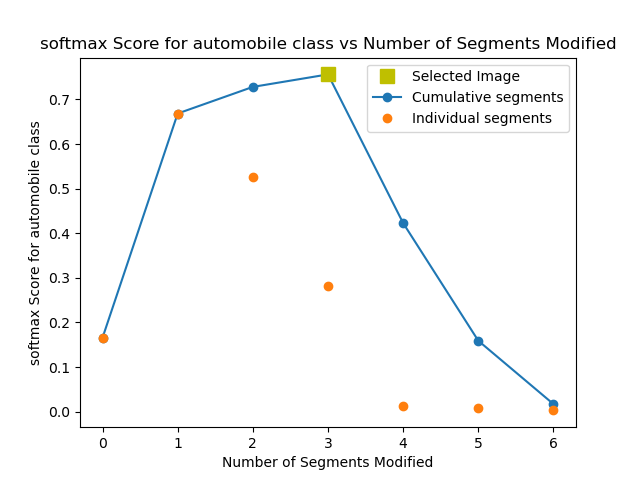 softmax Score for automobile class vs Number of Segments Modified
Selected Image
Cumulative segments
Individual segments
softmax Score for automobile class
0.7
0.6
0.5
0.4
0.3
0.2
0.1
0.0
0 1 2 3 4 5 6
Number of Segments Modified